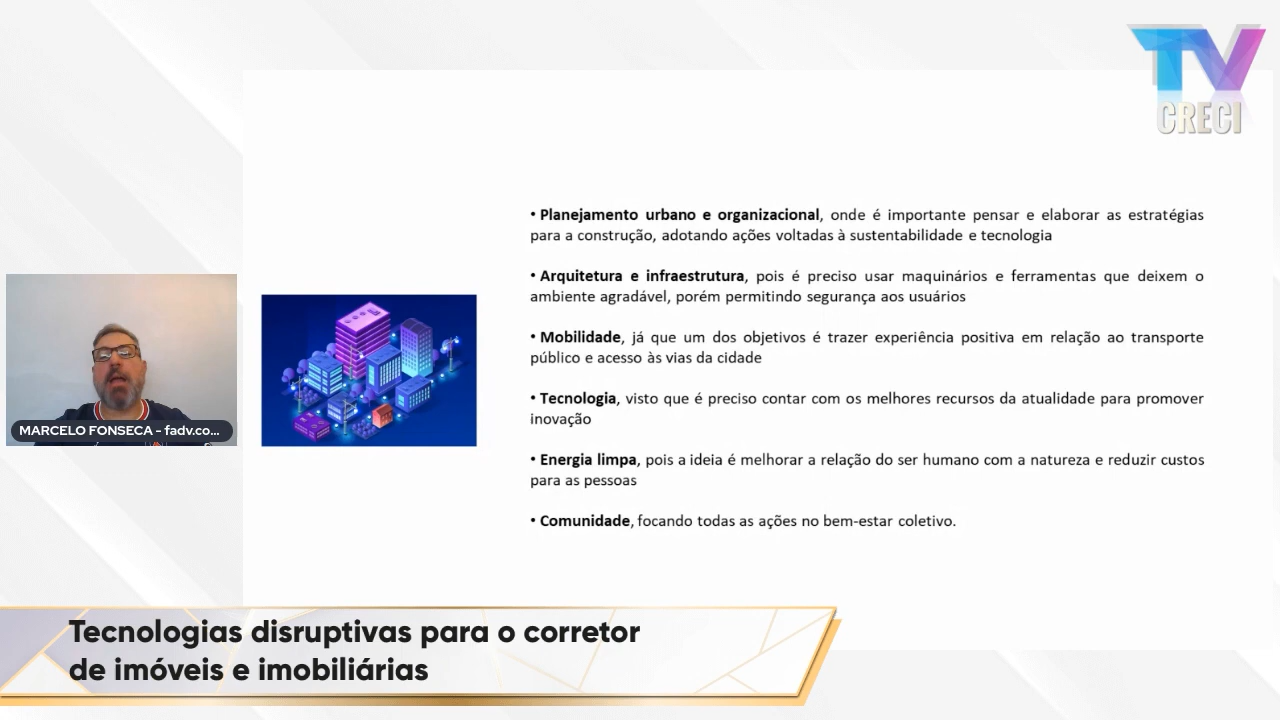 TV
CRECI
• Planejamento urbano e organizacional, onde é importante pensar e elaborar as estratégias
para a construção, adotando ações voltadas à sustentabilidade e tecnologia
• Arquitetura e infraestrutura, pois é preciso usar maquinários e ferramentas que deixem o
ambiente agradável, porém permitindo segurança aos usuários
• Mobilidade, já que um dos objetivos é trazer experiência positiva em relação ao transporte
público e acesso às vias da cidade
• Tecnologia, visto que é preciso contar com os melhores recursos da atualidade para promover
inovação
• Energia limpa, pois a ideia é melhorar a relação do ser humano com a natureza e reduzir custos
para as pessoas
• Comunidade, focando todas as ações no bem-estar coletivo.
MARCELO FONSECA - fadv.co...
Tecnologias disruptivas para o corretor
de imóveis e imobiliárias